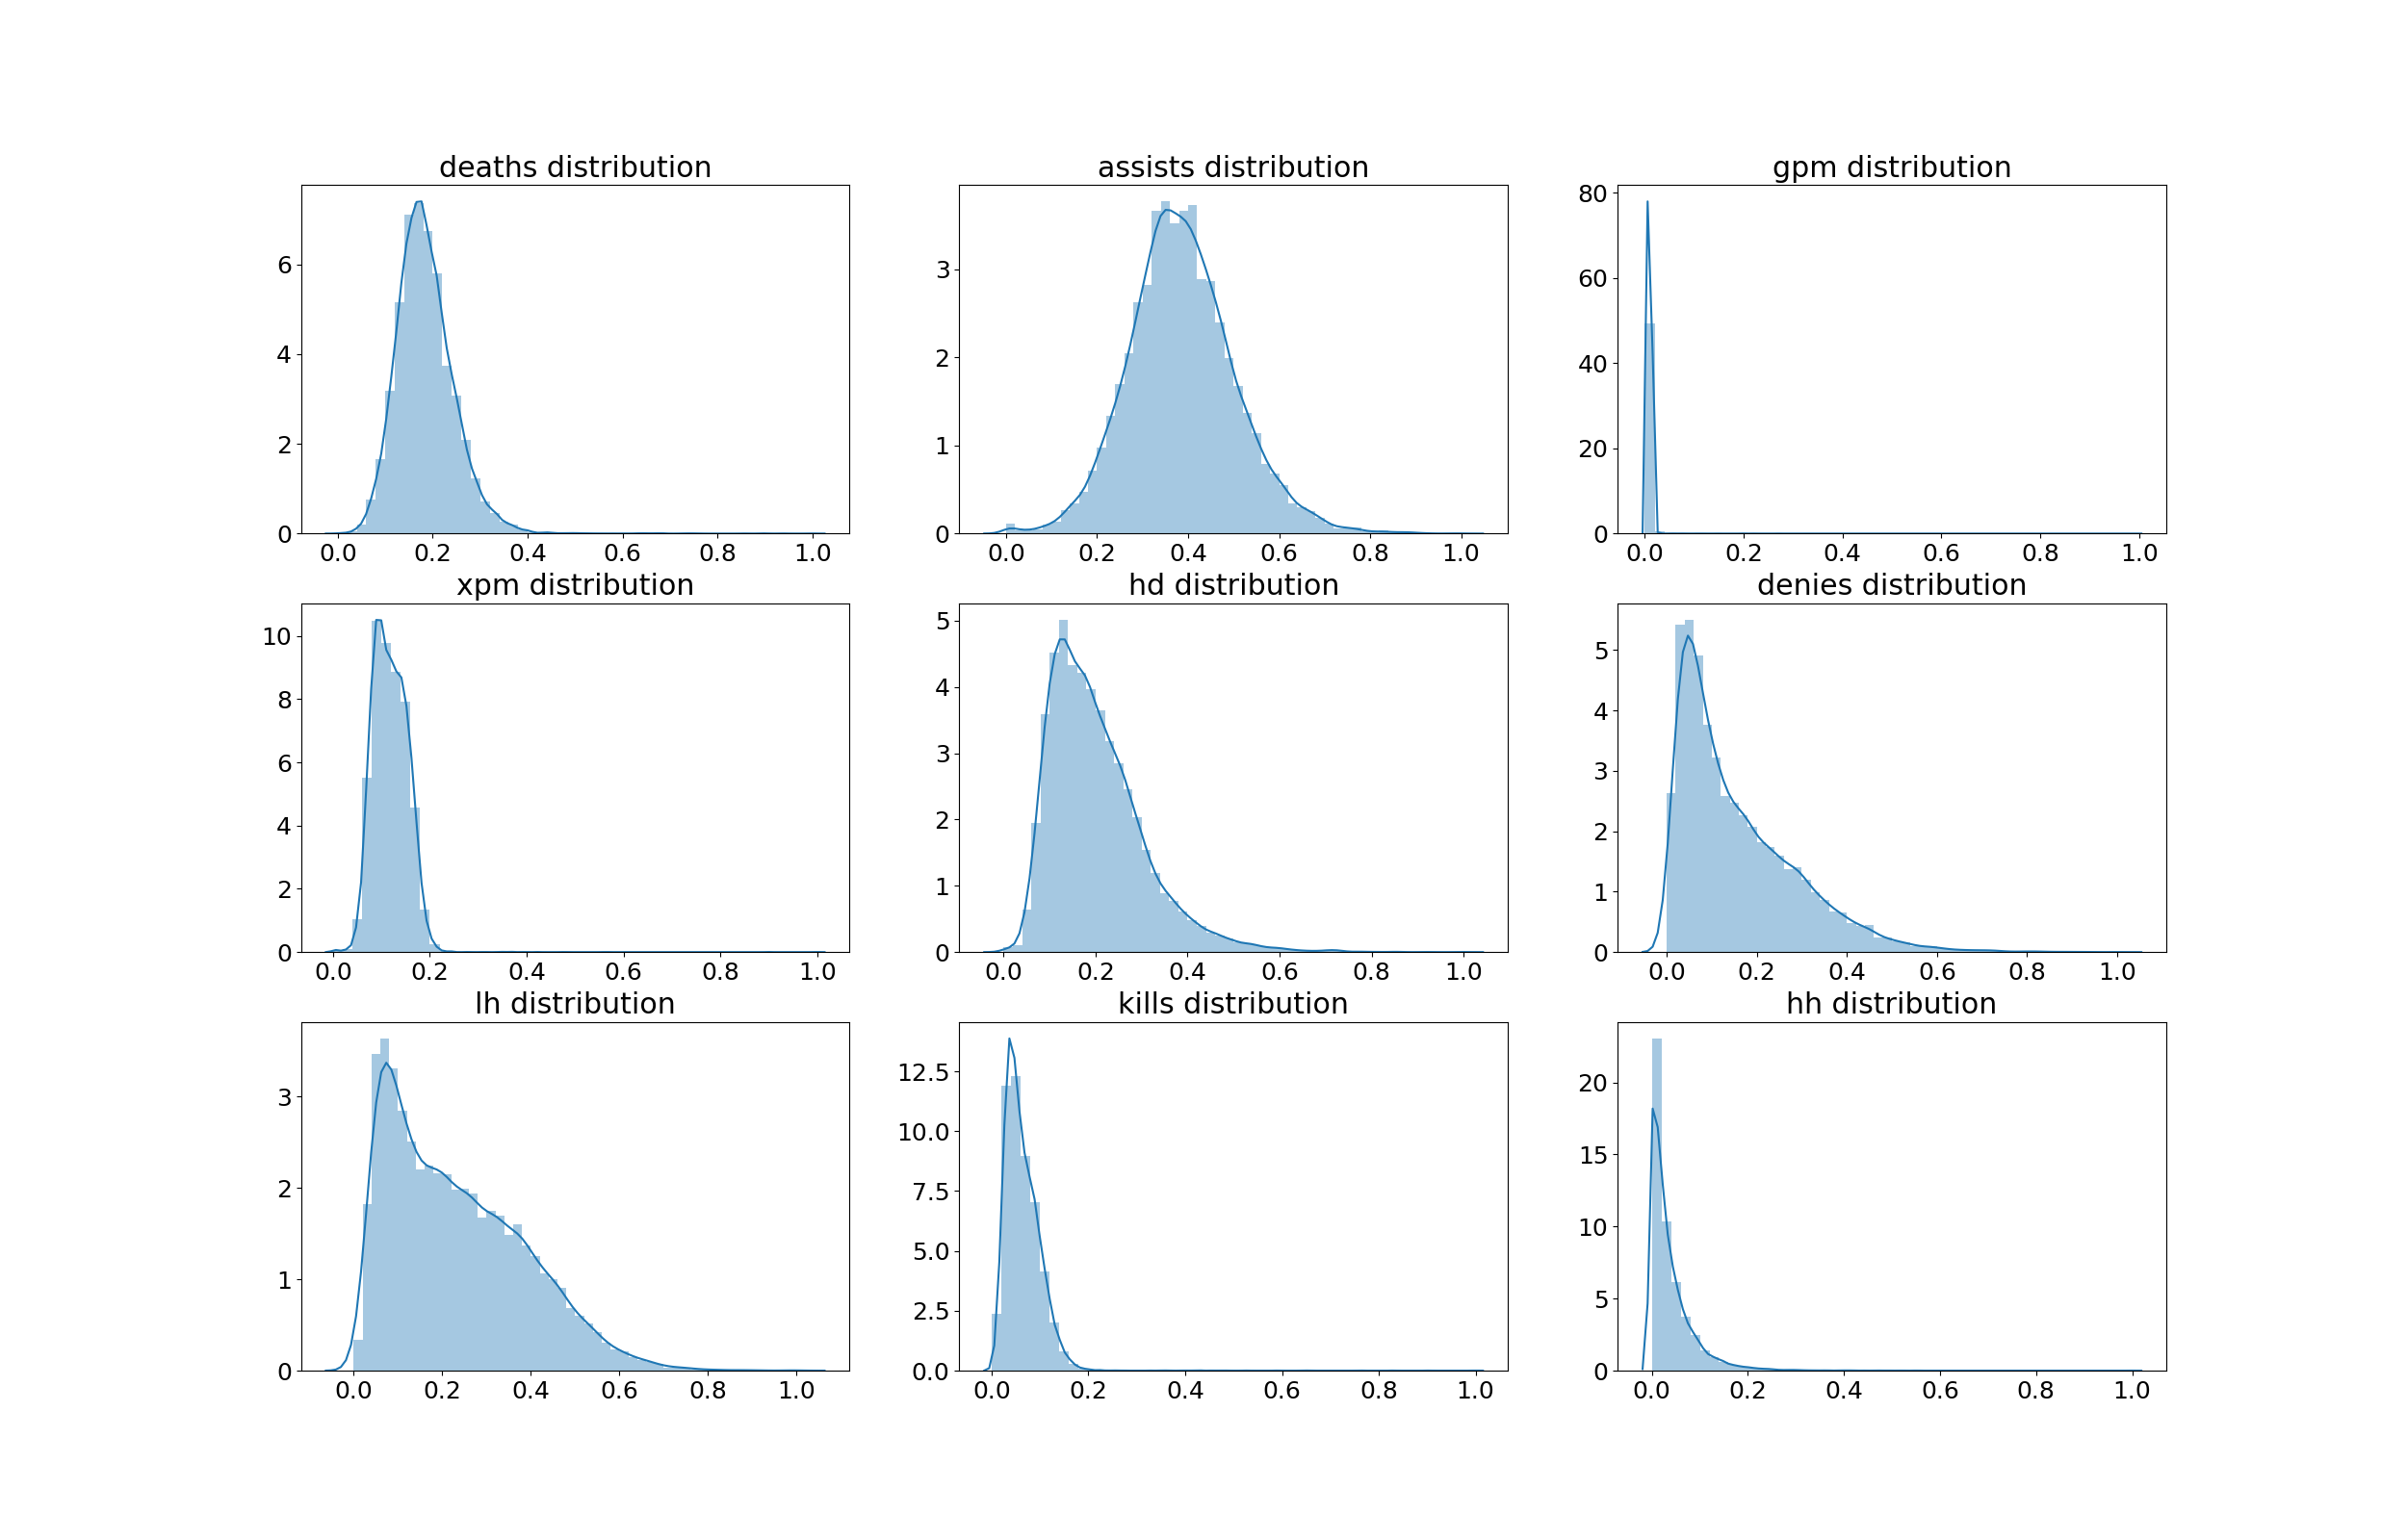 deaths distribution
assists distribution
gpm distribution
6
4
2
0
0.0 0.2 0.4 0.6 0.8 1.0
3
2
1
0
0.0 0.2 0.4 0.6 0.8 1.0
80
60
40
20
0
0.0 0.2 0.4 0.6 0.8 1.0
xpm distribution
hd distribution
denies distribution
10
8
6
4
2
0
0.0 0.2 0.4 0.6 0.8 1.0
5
4
3
2
1
0
0.0 0.2 0.4 0.6 0.8 1.0
5
4
3
2
1
0
0.0 0.2 0.4 0.6 0.8 1.0
lh distribution
kills distribution
hh distribution
3
2
1
0
0.0 0.2 0.4 0.6 0.8 1.0
12.5
10.0
7.5
5.0
2.5
0.0
0.0 0.2 0.4 0.6 0.8 1.0
20
15
10
5
0
0.0 0.2 0.4 0.6 0.8 1.0